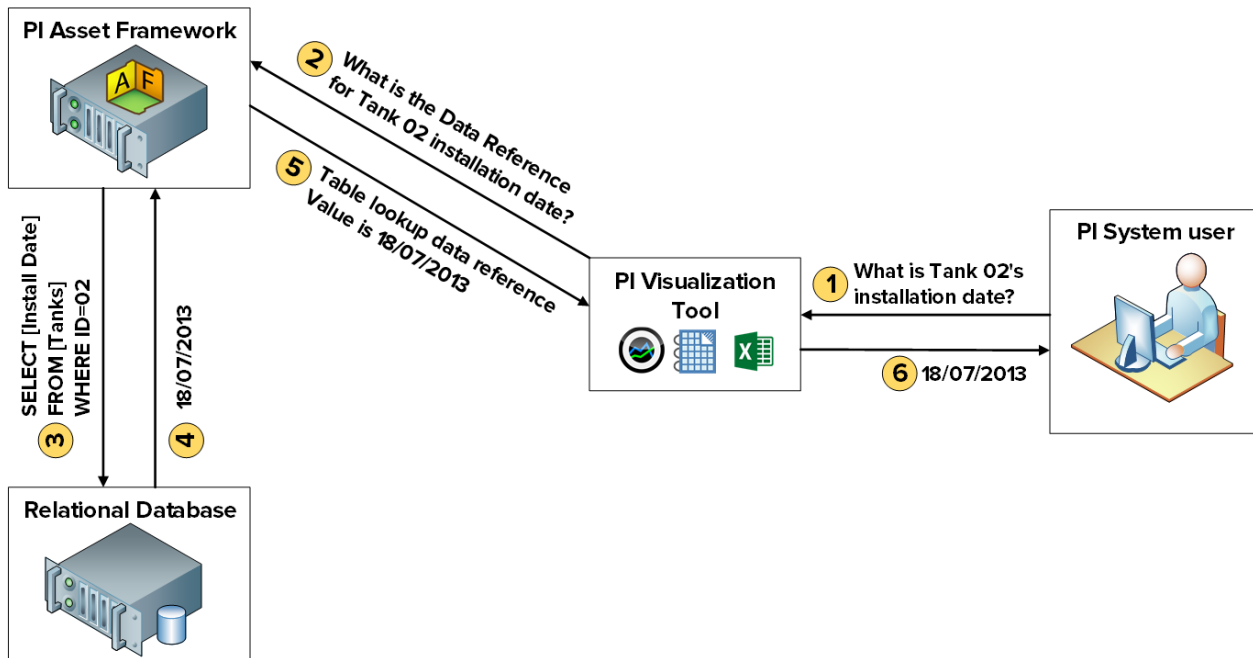 PI Asset Framework
A F
2
What is the Data Reference
for Tank 02 installation date?
5
Table lookup data reference
Value is 18/07/2013
PI System user
1
What is Tank 02's
installation date?
PI Visualization
Tool
X
6
18/07/2013
SELECT [Install Date]
FROM [Tanks]
WHERE ID=02
3
18/07/2013
4
Relational Database